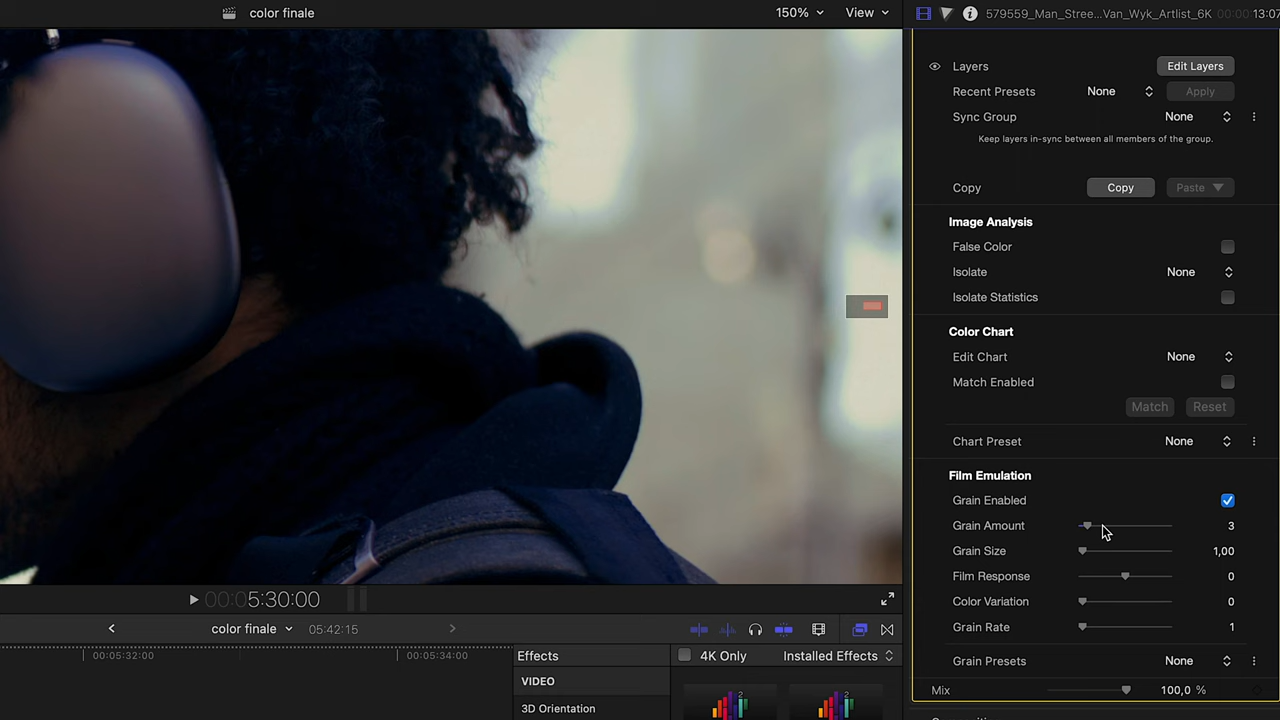 color finale
150%
View
579559_Man_Stree...Van_Wyk_Artlist_6K
00:00:13:07
Layers
Edit Layers
Recent Presets
None
Apply
Sync Group
None
Keep layers in-sync between all members of the group.
Copy
Copy
Paste
Image Analysis
False Color
Isolate
None
Isolate Statistics
Color Chart
Edit Chart
None
Match Enabled
Match
Reset
Chart Preset
None
Film Emulation
Grain Enabled
Grain Amount
3
Grain Size
1,00
Film Response
0
Color Variation
0
Grain Rate
1
Grain Presets
None
Mix
100,0 %
00:05:30:00
color finale
05:42:15
00:05:32:00
00:05:34:00
Effects
4K Only
Installed Effects
VIDEO
3D Orientation
2
2